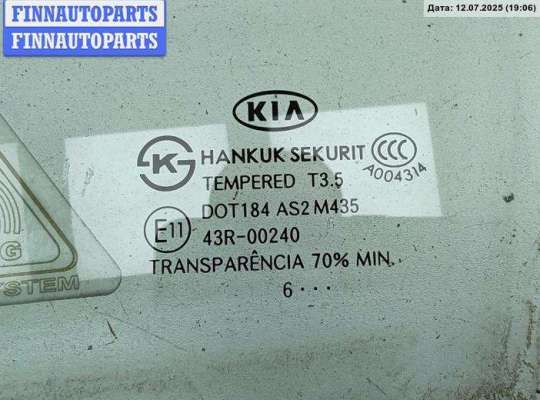 FINNAUTOPARTS
FINNAUTOPARTS
Дата: 12.07.2025 (19:06)
KIA
HANKUK SEKURIT CCC
A004314
TEMPERED T3.5
DOT184 AS2 M435
E11 43R-00240
TRANSPARÊNCIA 70% MIN.
6 · · ·
G
SYSTEM